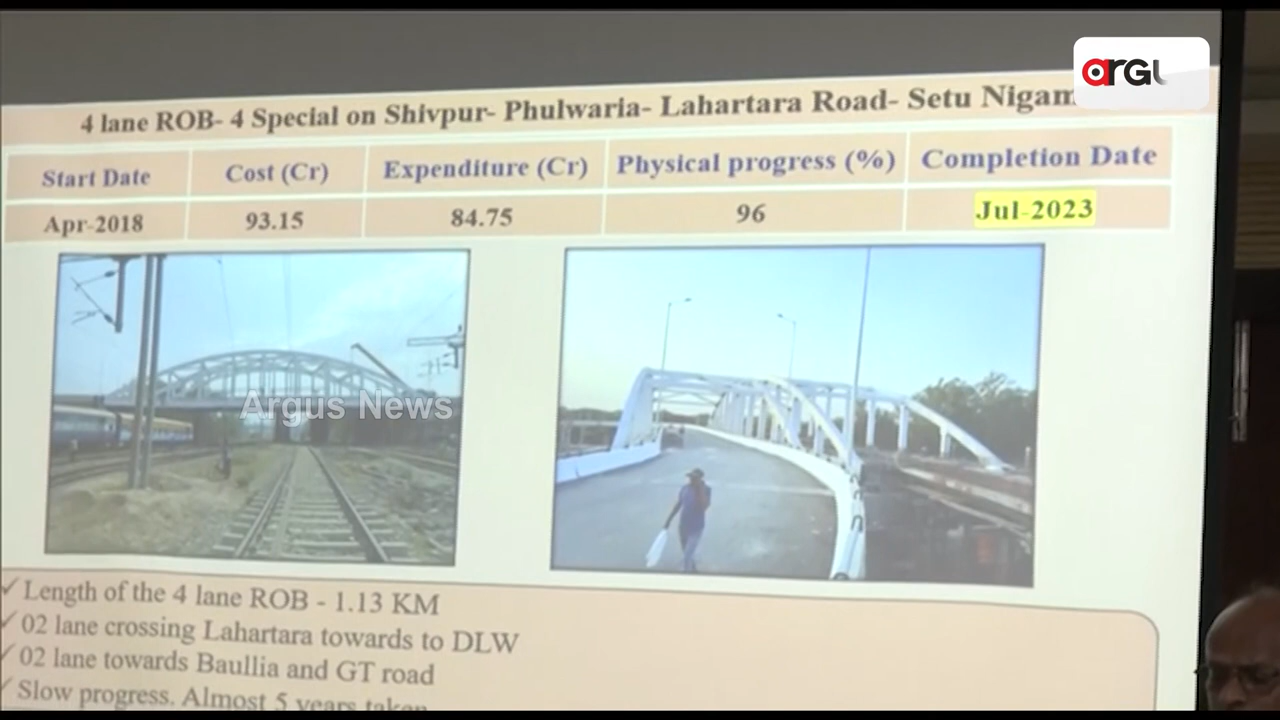 arGU
4 lane ROB- 4 Special on Shivpur- Phulwaria- Lahartara Road- Setu Nigam
Start Date Cost (Cr) Expenditure (Cr) Physical progress (%) Completion Date
Apr-2018 93.15 84.75 96 Jul-2023
Argus News
✓ Length of the 4 lane ROB - 1.13 KM
✓ 02 lane crossing Lahartara towards to DLW
✓ 02 lane towards Baullia and GT road
✓ Slow progress. Almost 5 years taken